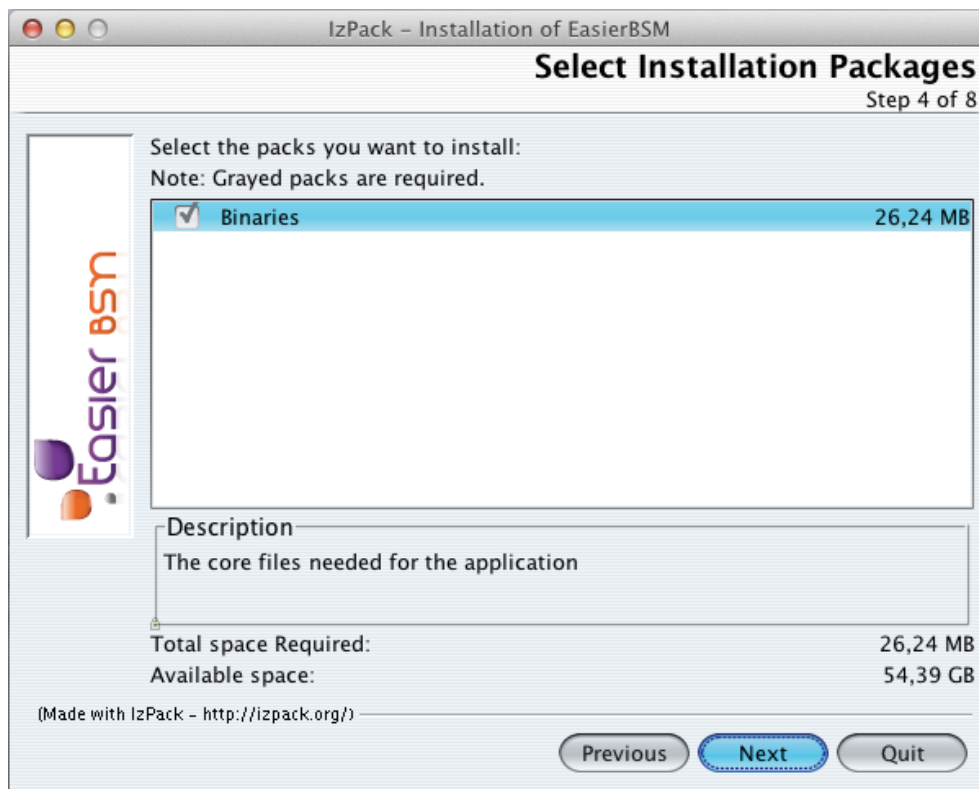 IzPack - Installation of EasierBSM
Select Installation Packages
Step 4 of 8
Select the packs you want to install:
Note: Grayed packs are required.
Binaries 26,24 MB
Easier BSM
Description
The core files needed for the application
Total space Required: 26,24 MB
Available space: 54,39 GB
(Made with IzPack - http://izpack.org/)
Previous Next Quit